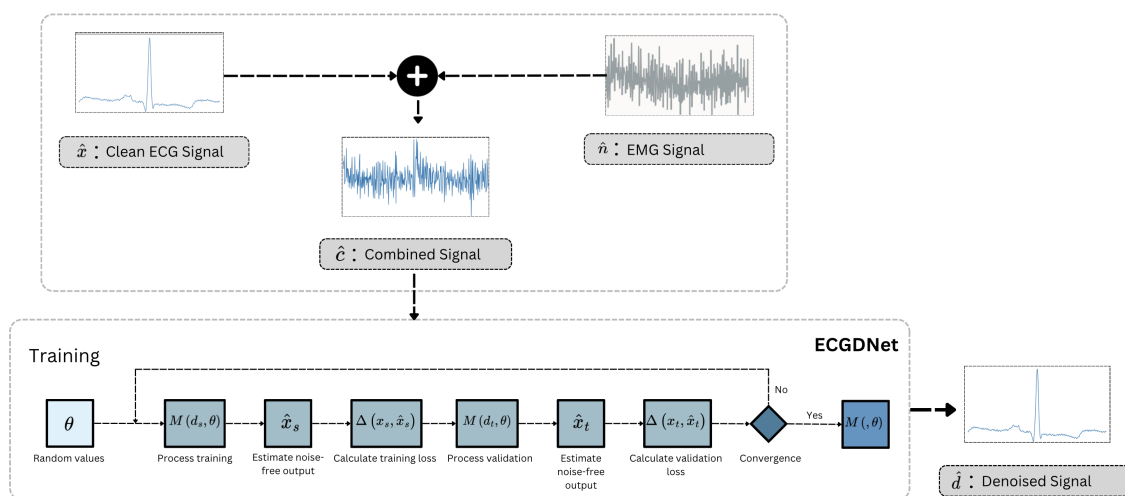 x̂ : Clean ECG Signal
n̂ : EMG Signal
ĉ : Combined Signal
Training
ECGDNet
No
Yes
θ
M (d_s, θ)
x̂_s
Δ (x_s, x̂_s)
M (d_t, θ)
x̂_t
Δ (x_t, x̂_t)
M (, θ)
Random values
Process training
Estimate noise-
free output
Calculate training loss
Process validation
Estimate
noise-free
output
Calculate validation
loss
Convergence
d̂ : Denoised Signal